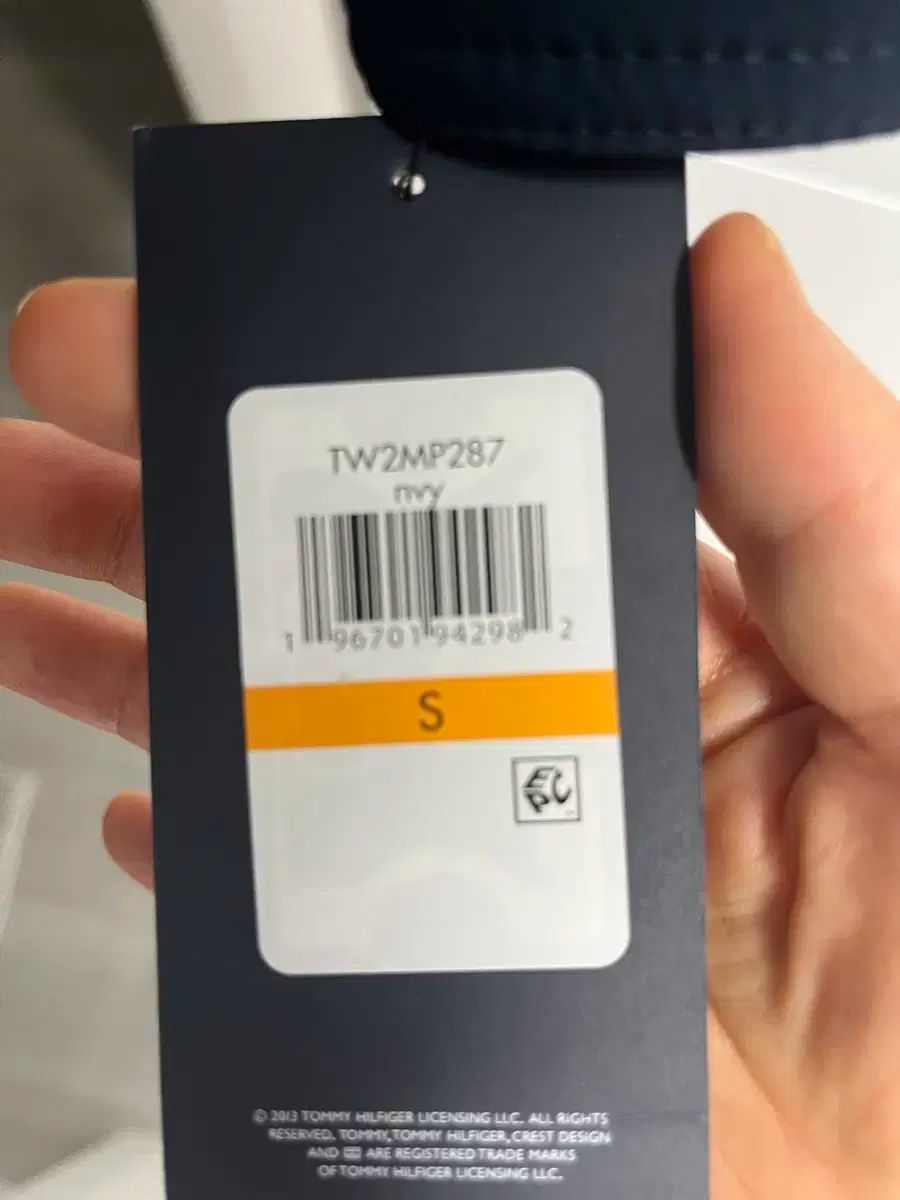 TW2MP287
nvy
1 96701 94298 2
S
EPC
© 2013 TOMMY HILFIGER LICENSING LLC. ALL RIGHTS
RESERVED. TOMMY, TOMMY HILFIGER, CREST DESIGN
AND ARE REGISTERED TRADE MARKS
OF TOMMY HILFIGER LICENSING LLC.